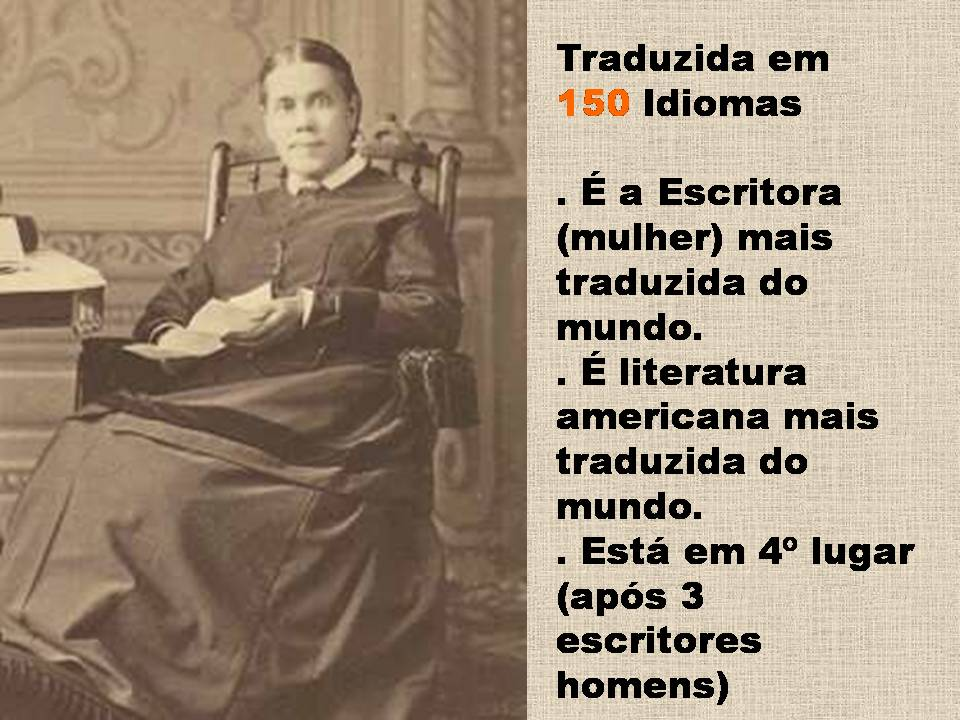 Traduzida em
150 Idiomas
. É a Escritora
(mulher) mais
traduzida do
mundo.
. É literatura
americana mais
traduzida do
mundo.
. Está em 4º lugar
(após 3
escritores
homens)